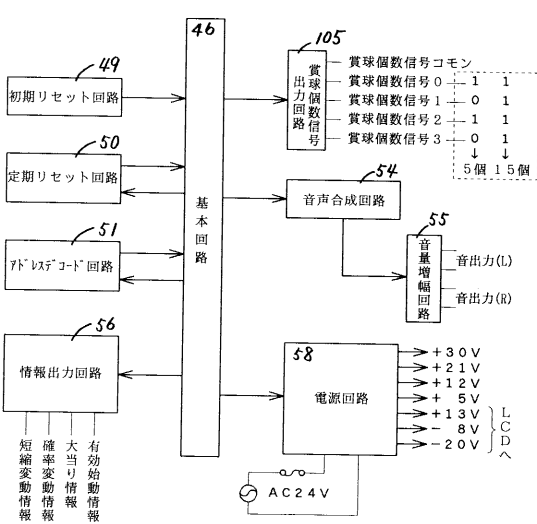 46
基本回路
49
初期リセット回路
50
定期リセット回路
51
ｱﾄﾞﾚｽﾃﾞｺｰﾄﾞ回路
56
情報出力回路
短縮変動情報
確率変動情報
大当り情報
有効始動情報
105
賞球個数信号
出力回路
賞球個数信号コモン
賞球個数信号0 1 1
賞球個数信号1 0 1
賞球個数信号2 1 1
賞球個数信号3 0 1
↓ ↓
5個 15個
54
音声合成回路
55
音量増幅回路
音出力(L)
音出力(R)
58
電源回路
+30V
+21V
+12V
+ 5V
+13V
- 8V
-20V
LCDへ
AC24V